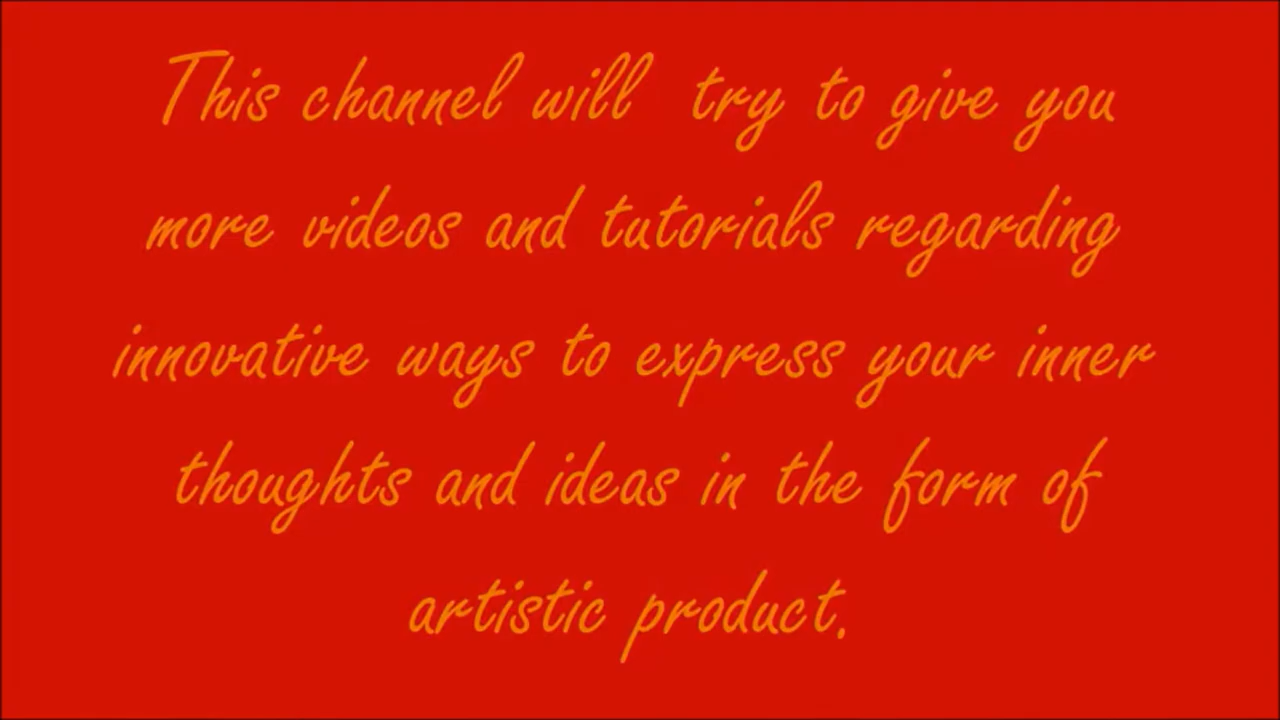 This channel will try to give you
more videos and tutorials regarding
innovative ways to express your inner
thoughts and ideas in the form of
artistic product.